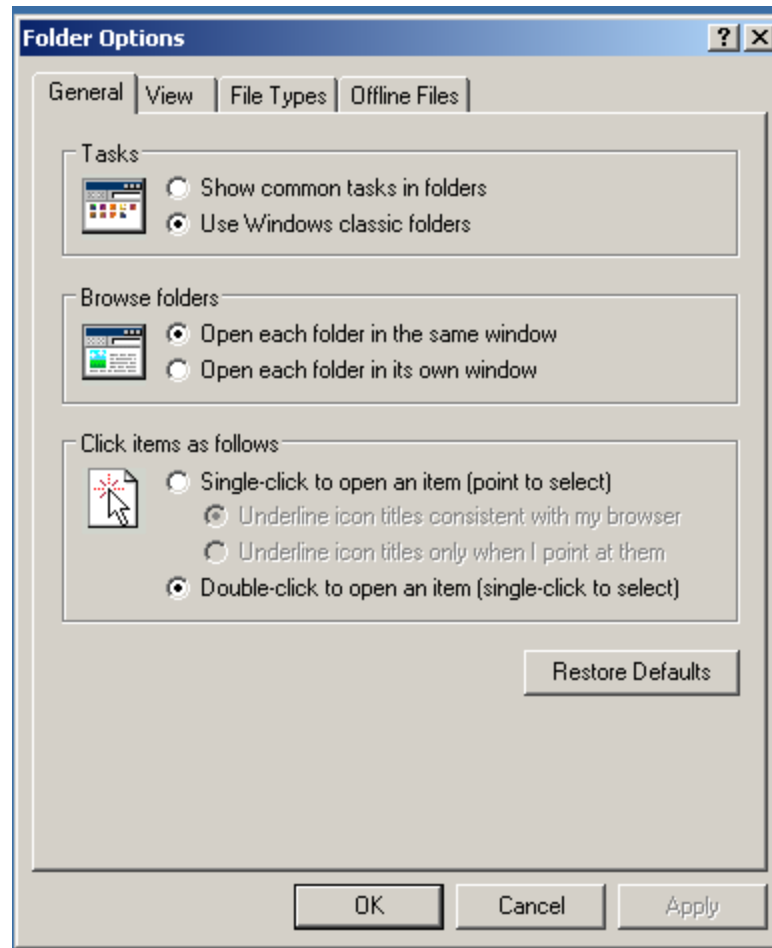 Folder Options
General View File Types Offline Files
Tasks
Show common tasks in folders
Use Windows classic folders
Browse folders
Open each folder in the same window
Open each folder in its own window
Click items as follows
Single-click to open an item (point to select)
Underline icon titles consistent with my browser
Underline icon titles only when I point at them
Double-click to open an item (single-click to select)
Restore Defaults
OK Cancel Apply